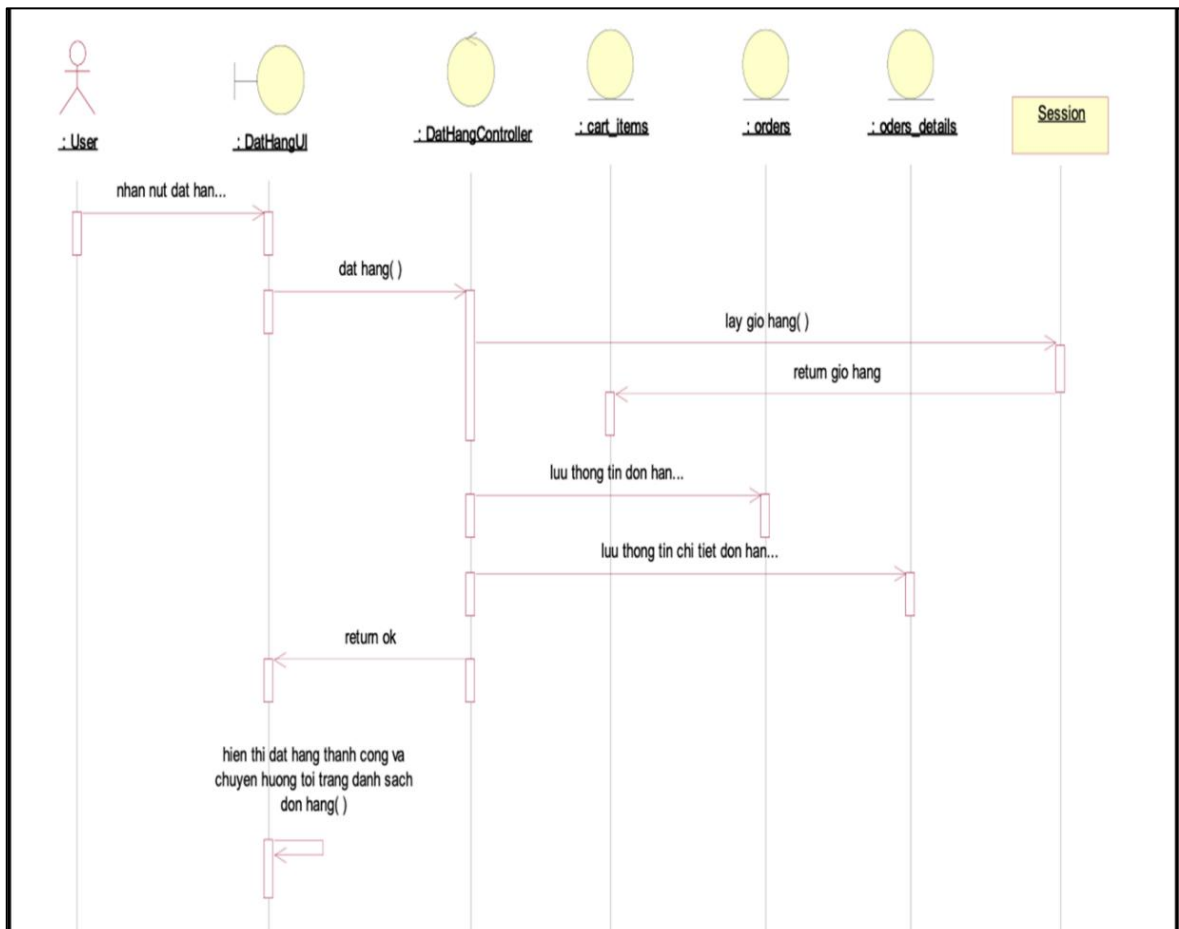 : User
: DatHangUI
: DatHangController
: cart_items
: orders
: oders_details
Session
nhan nut dat han...
dat hang( )
lay gio hang( )
return gio hang
luu thong tin don han...
luu thong tin chi tiet don han...
return ok
hien thi dat hang thanh cong va
chuyen huong toi trang danh sach
don hang( )